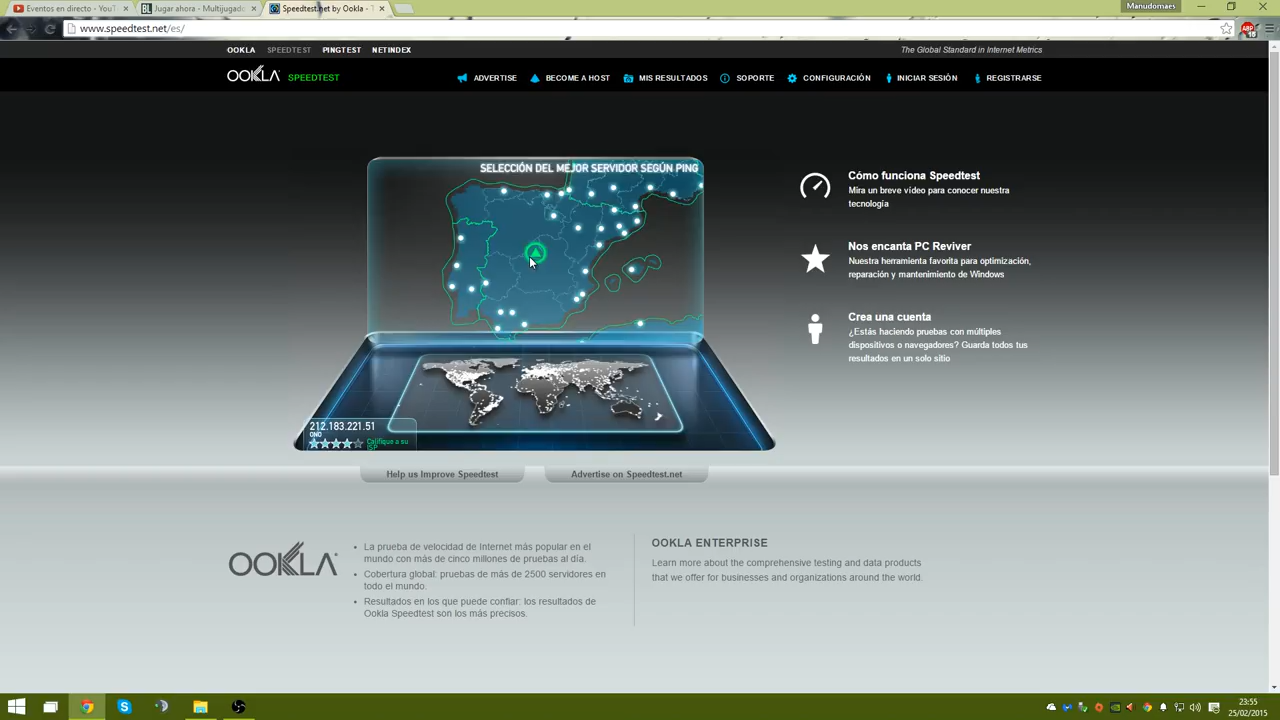 Eventos en directo - YouT
Jugar ahora - Multijugado
Speedtest.net by Ookla - T
Manudomaes
www.speedtest.net/es/
OOKLA SPEEDTEST PINGTEST NETINDEX
The Global Standard in Internet Metrics
OOKLA SPEEDTEST
ADVERTISE BECOME A HOST MIS RESULTADOS SOPORTE CONFIGURACIÓN INICIAR SESIÓN REGISTRARSE
SELECCIÓN DEL MEJOR SERVIDOR SEGÚN PING
Cómo funciona Speedtest
Mira un breve vídeo para conocer nuestra
tecnología
Nos encanta PC Reviver
Nuestra herramienta favorita para optimización,
reparación y mantenimiento de Windows
Crea una cuenta
¿Estás haciendo pruebas con múltiples
dispositivos o navegadores? Guarda todos tus
resultados en un solo sitio
212.183.221.51
ONO
Califique a su
ISP
Help us Improve Speedtest
Advertise on Speedtest.net
OOKLA
La prueba de velocidad de Internet más popular en el
mundo con más de cinco millones de pruebas al día.
Cobertura global: pruebas de más de 2500 servidores en
todo el mundo.
Resultados en los que puede confiar: los resultados de
Ookla Speedtest son los más precisos.
OOKLA ENTERPRISE
Learn more about the comprehensive testing and data products
that we offer for businesses and organizations around the world.
23:55
25/02/2015